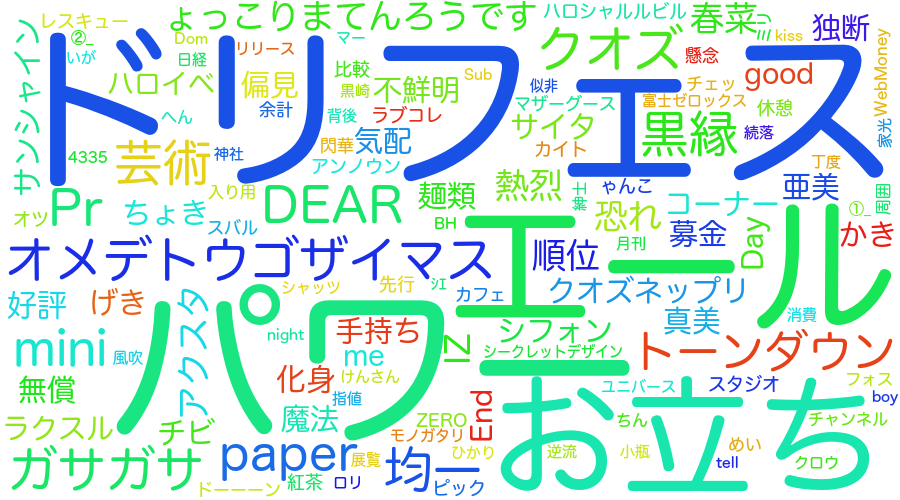 レスキュー
ょっこりまてんろうです
ハロシャルルビル
春菜
独断
②_
いが
Dom
リリース
マー
クオズ
懸念
kiss
WebMoney
サンシャイン
ドリフェス
日経
ハロイベ
偏見
比較
黒崎
不鮮明
Sub
似非
チェッ
good
へん
余計
背後
ラブコレ
マザーグース
富士ゼロックス
休憩
4335
芸術
神社
閃華
気配
アンノウン
サイタ
カイト
黒縁
続落
家光
入り用
オッ
Pr
ちょき
スバル
DEAR
麺類
BH
熱烈
紳士
ゃんこ
恐れ
コーナー
丁度
亜美
①_
周囲
オメデトウゴザイマス
順位
月刊
募金
Day
かき
エール
好評
げき
アクスタ
パワ
シャッツ
先行
ｼｴ
カフェ
クオズネップリ
真美
消費
mini
風吹
night
手持ち
me
IZ
シフォン
シークレットデザイン
トーンダウン
無償
化身
けんさん
指値
End
ユニバース
スタジオ
フォス
boy
ラクスル
チビ
魔法
ZERO
モノガタリ
お立ち
ちん
チャンネル
ガサガサ
paper
展覧
均一
ひかり
逆流
小瓶
めい
tell
クロウ
ドーーーン
紅茶
ロリ
ピック